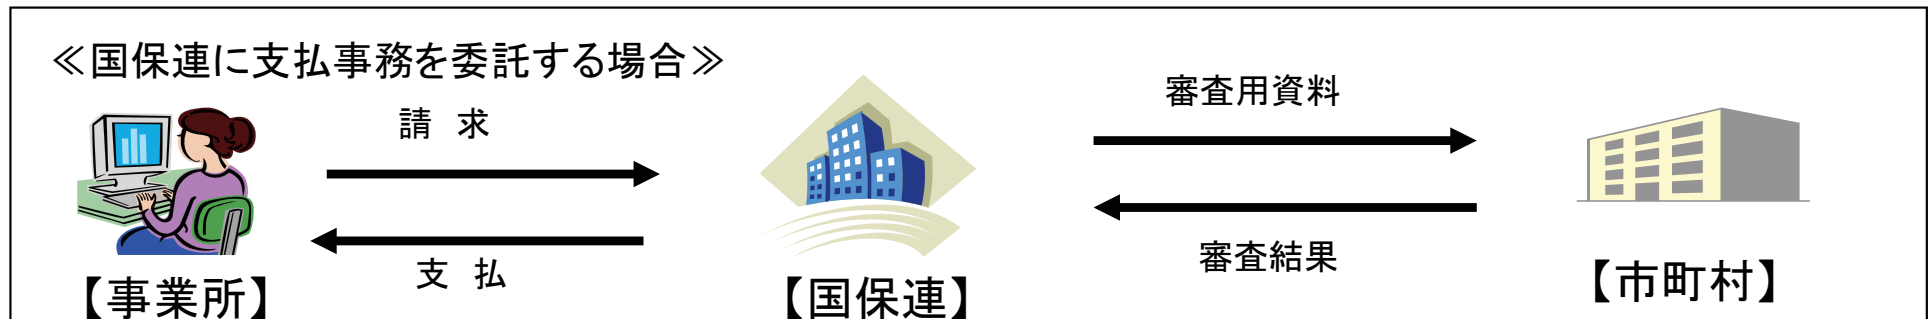 ≪国保連に支払事務を委託する場合≫
請 求
審査用資料
支 払
審査結果
【事業所】
【国保連】
【市町村】